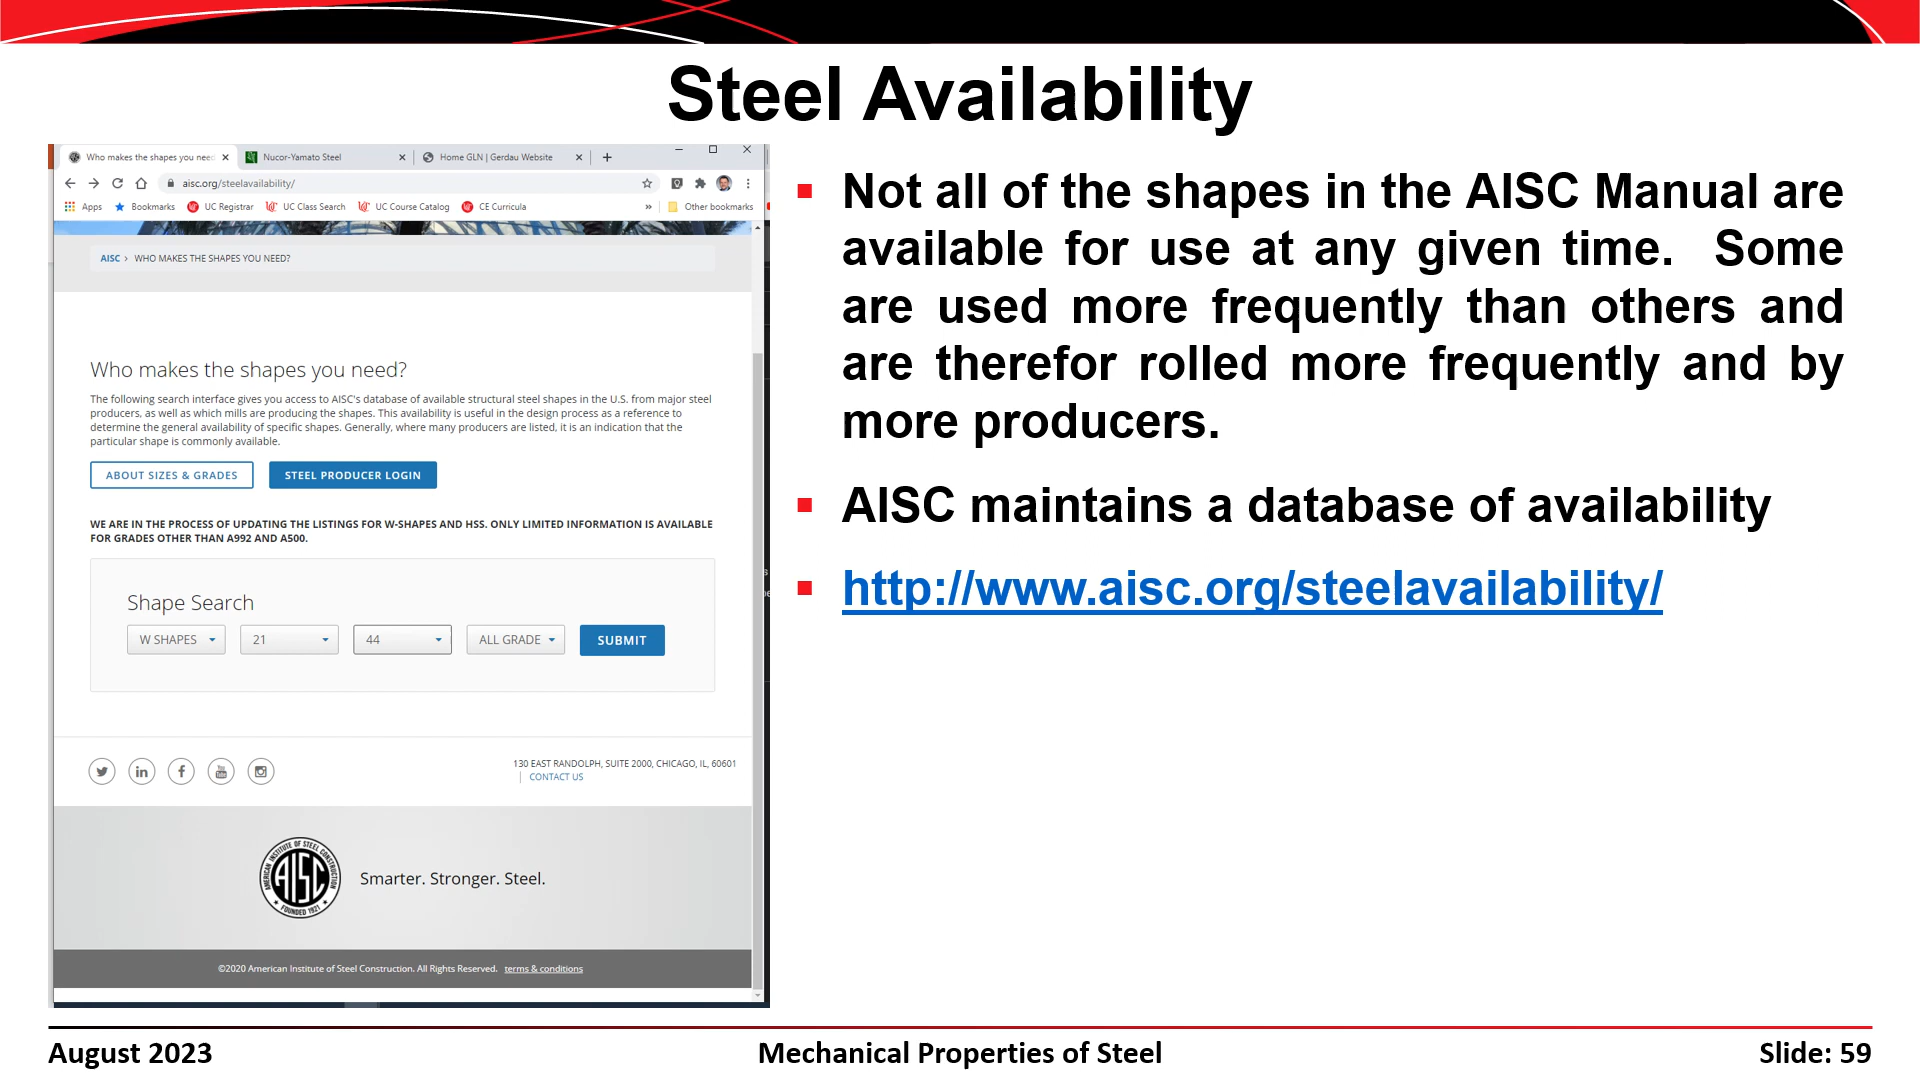 Steel Availability
Who makes the shapes you need
Nucor-Yamato Steel
Home GLN | Gerdau Website
aisc.org/steelavailability/
Apps
Bookmarks
UC Registrar
UC Class Search
UC Course Catalog
CE Curricula
»
Other bookmarks
AISC > WHO MAKES THE SHAPES YOU NEED?
Who makes the shapes you need?
The following search interface gives you access to AISC's database of available structural steel shapes in the U.S. from major steel
producers, as well as which mills are producing the shapes. This availability is useful in the design process as a reference to
determine the general availability of specific shapes. Generally, where many producers are listed, it is an indication that the
particular shape is commonly available.
ABOUT SIZES & GRADES
STEEL PRODUCER LOGIN
WE ARE IN THE PROCESS OF UPDATING THE LISTINGS FOR W-SHAPES AND HSS. ONLY LIMITED INFORMATION IS AVAILABLE
FOR GRADES OTHER THAN A992 AND A500.
Shape Search
W SHAPES
21
44
ALL GRADE
SUBMIT
130 EAST RANDOLPH, SUITE 2000, CHICAGO, IL, 60601
| CONTACT US
AMERICAN INSTITUTE OF STEEL CONSTRUCTION
AISC
FOUNDED 1921
Smarter. Stronger. Steel.
©2020 American Institute of Steel Construction. All Rights Reserved. terms & conditions
Not all of the shapes in the AISC Manual are
available for use at any given time. Some
are used more frequently than others and
are therefor rolled more frequently and by
more producers.
AISC maintains a database of availability
http://www.aisc.org/steelavailability/
August 2023
Mechanical Properties of Steel
Slide: 59